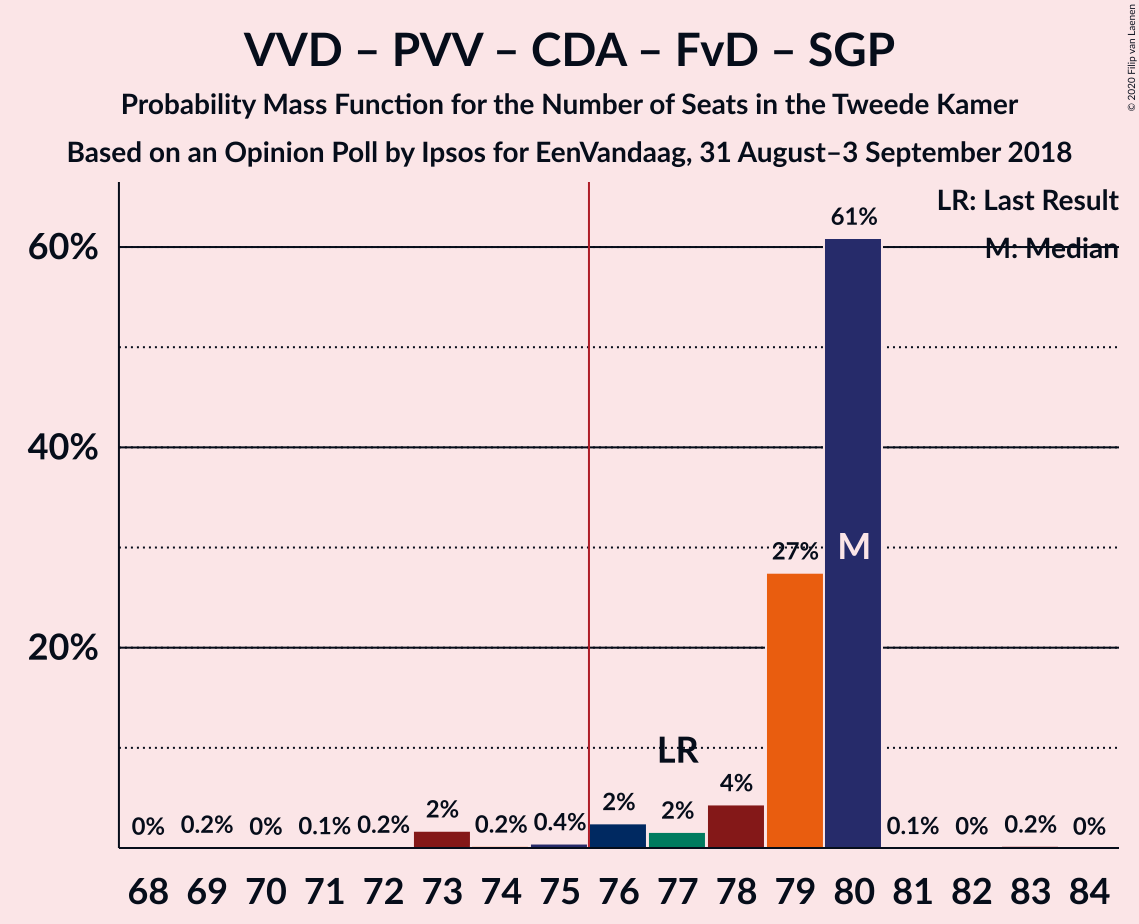 VVD – PVV – CDA – FvD – SGP
Probability Mass Function for the Number of Seats in the Tweede Kamer
Based on an Opinion Poll by Ipsos for EenVandaag, 31 August–3 September 2018
© 2020 Filip van Laenen
LR: Last Result
M: Median
60%
40%
20%
0% 0.2% 0% 0.1% 0.2% 2% 0.2% 0.4% 2% 2% 4% 27% 61% 0.1% 0% 0.2% 0%
LR
M
68 69 70 71 72 73 74 75 76 77 78 79 80 81 82 83 84